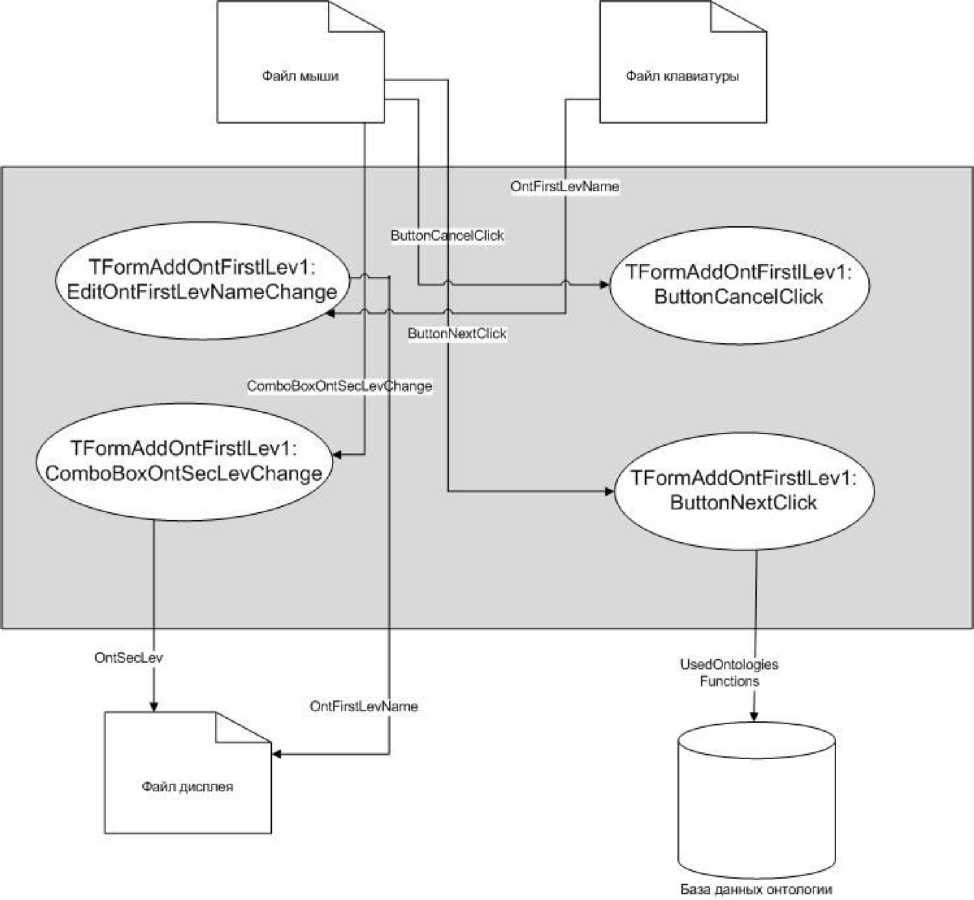 Файл мыши
Файл клавиатуры
OntFirstLevName
ButtonCancelClick
TFormAddOntFirstlLev1:
EditOntFirstLevNameChange
TFormAddOntFirstlLev1:
ButtonCancelClick
ButtonNextClick
ComboBoxOntSecLevChange
TFormAddOntFirstlLev1:
ComboBoxOntSecLevChange
TFormAddOntFirstlLev1:
ButtonNextClick
OntSecLev
UsedOntologies
Functions
OntFirstLevName
Файл дисплея
База данных онтологии